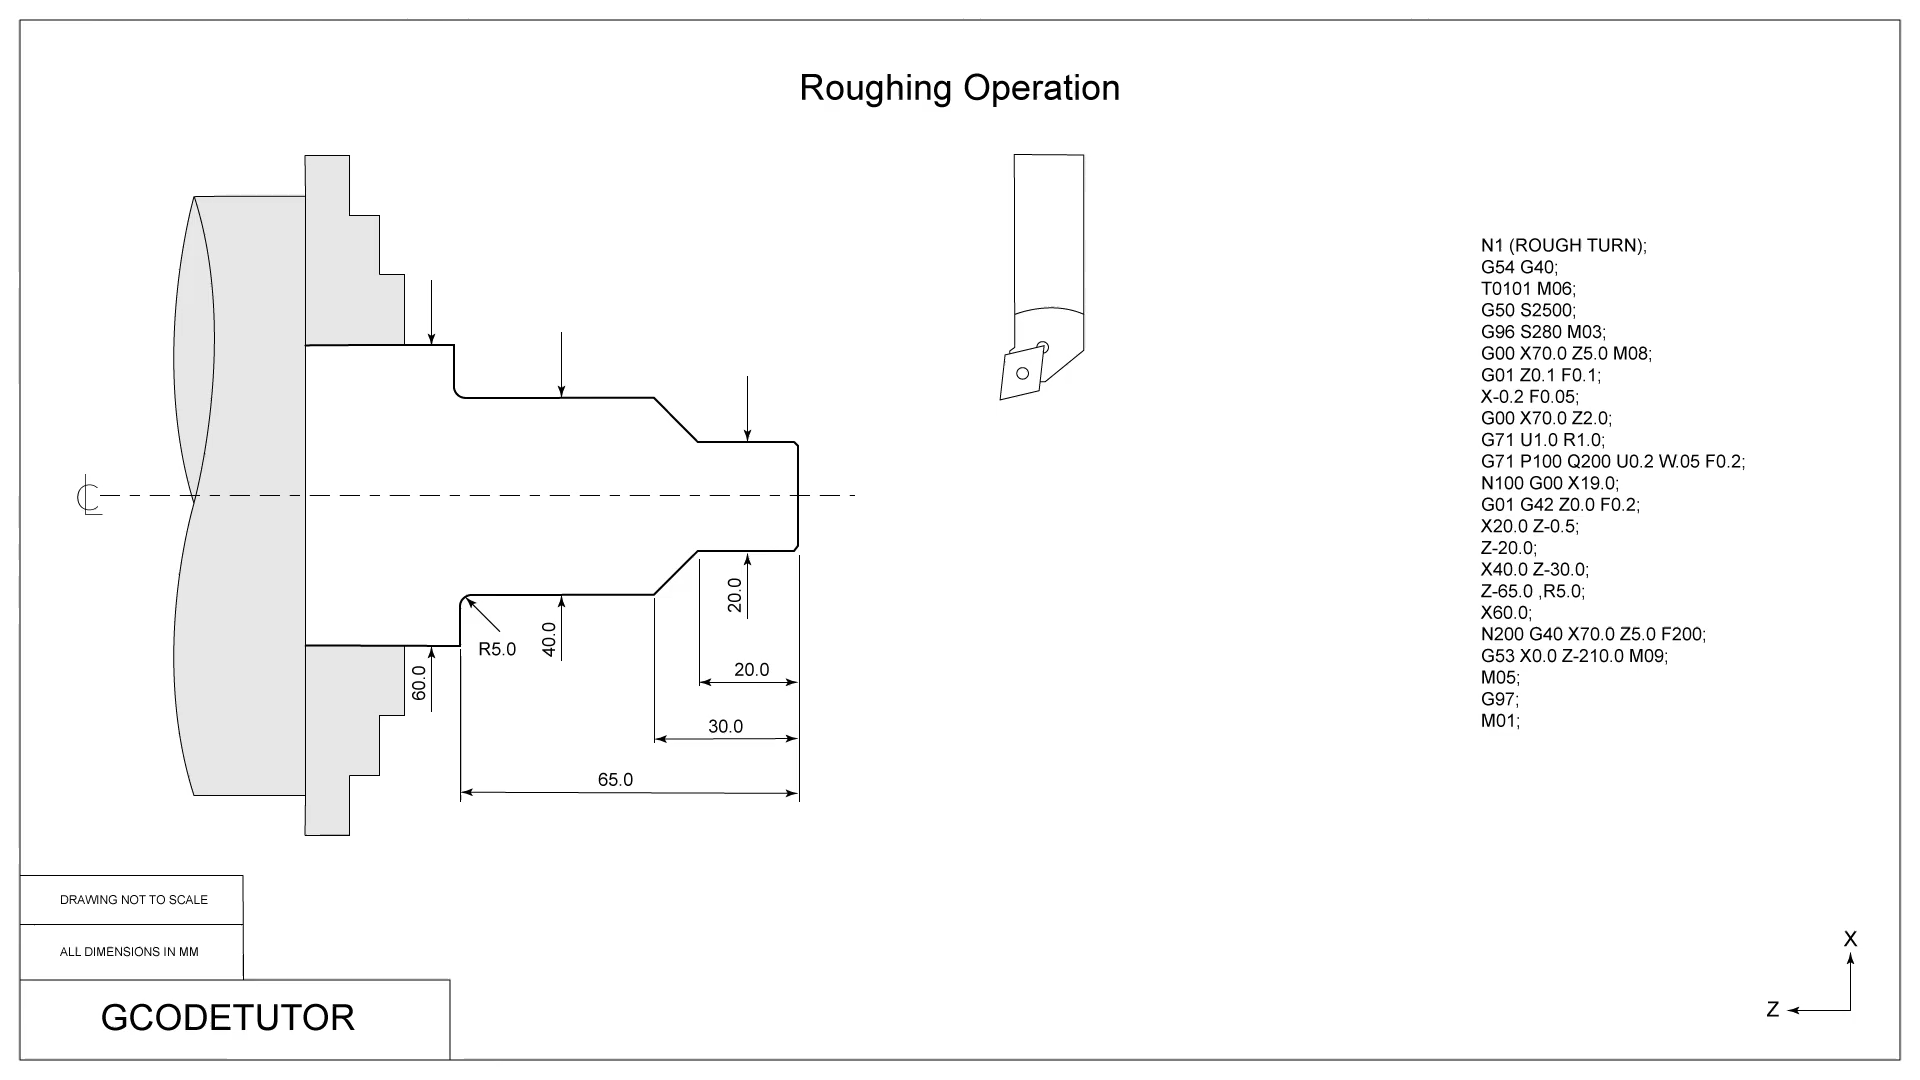 Roughing Operation
N1 (ROUGH TURN);
G54 G40;
T0101 M06;
G50 S2500;
G96 S280 M03;
G00 X70.0 Z5.0 M08;
G01 Z0.1 F0.1;
X-0.2 F0.05;
G00 X70.0 Z2.0;
G71 U1.0 R1.0;
G71 P100 Q200 U0.2 W.05 F0.2;
N100 G00 X19.0;
G01 G42 Z0.0 F0.2;
X20.0 Z-0.5;
Z-20.0;
X40.0 Z-30.0;
Z-65.0 ,R5.0;
X60.0;
N200 G40 X70.0 Z5.0 F200;
G53 X0.0 Z-210.0 M09;
M05;
G97;
M01;
CL
20.0
40.0
R5.0
60.0
20.0
30.0
65.0
DRAWING NOT TO SCALE
ALL DIMENSIONS IN MM
GCODETUTOR
X
Z